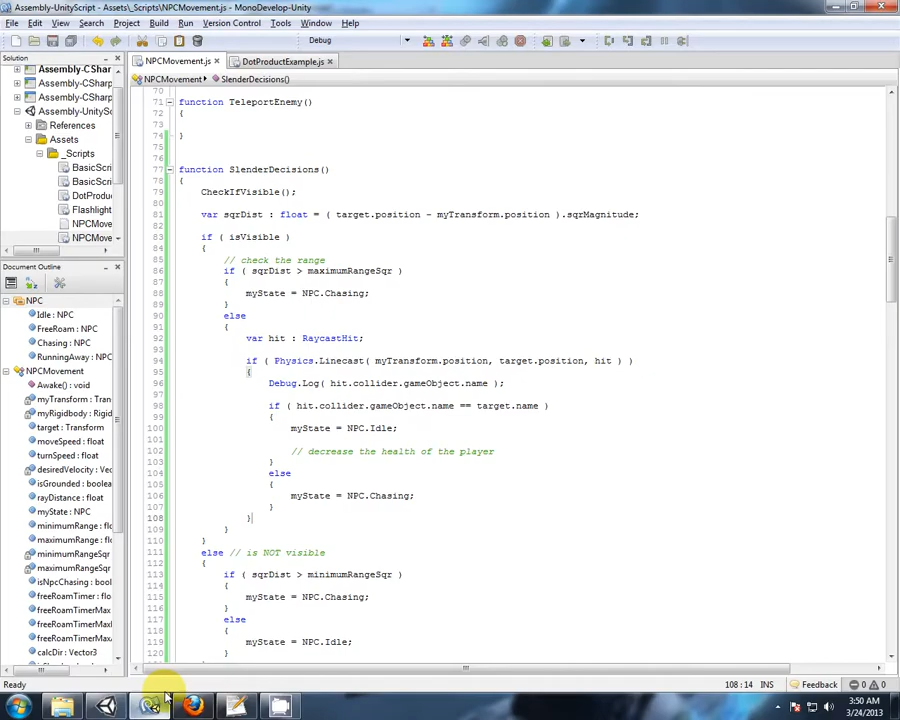 Assembly-UnityScript - Assets\_Scripts\NPCMovement.js - MonoDevelop-Unity
File Edit View Search Project Build Run Version Control Tools Window Help
Debug
Solution
NPCMovement.js DotProductExample.js
NPCMovement SlenderDecisions()
Assembly-CShar
Assembly-CSharp
Assembly-CSharp
Assembly-UnitySc
References
Assets
_Scripts
BasicScri
BasicScri
DotProdu
Flashlight
NPCMove
NPCMove
Document Outline
NPC
Idle : NPC
FreeRoam : NPC
Chasing : NPC
RunningAway : NPC
NPCMovement
Awake() : void
myTransform : Tran
myRigidbody : Rigid
target : Transform
moveSpeed : float
turnSpeed : float
desiredVelocity : Vec
isGrounded : bool
rayDistance : float
myState : NPC
minimumRange : flo
maximumRange : flo
minimumRangeSqr :
maximumRangeSqr :
isNpcChasing : bool
freeRoamTimer : flo
freeRoamTimerMax
freeRoamTimerMaxR
freeRoamTimerMax
calcDir : Vector3
70
71 function TeleportEnemy()
72 {
73
74 }
75
76
77 function SlenderDecisions()
78 {
79 CheckIfVisible();
80
81 var sqrDist : float = ( target.position - myTransform.position ).sqrMagnitude;
82
83 if ( isVisible )
84 {
85 // check the range
86 if ( sqrDist > maximumRangeSqr )
87 {
88 myState = NPC.Chasing;
89 }
90 else
91 {
92 var hit : RaycastHit;
93
94 if ( Physics.Linecast( myTransform.position, target.position, hit ) )
95 {
96 Debug.Log( hit.collider.gameObject.name );
97
98 if ( hit.collider.gameObject.name == target.name )
99 {
100 myState = NPC.Idle;
101
102 // decrease the health of the player
103 }
104 else
105 {
106 myState = NPC.Chasing;
107 }
108 }
109 }
110 }
111 else // is NOT visible
112 {
113 if ( sqrDist > minimumRangeSqr )
114 {
115 myState = NPC.Chasing;
116 }
117 else
118 {
119 myState = NPC.Idle;
120 }
Ready 108 : 14 INS Feedback 0 0
3:50 AM
3/24/2013